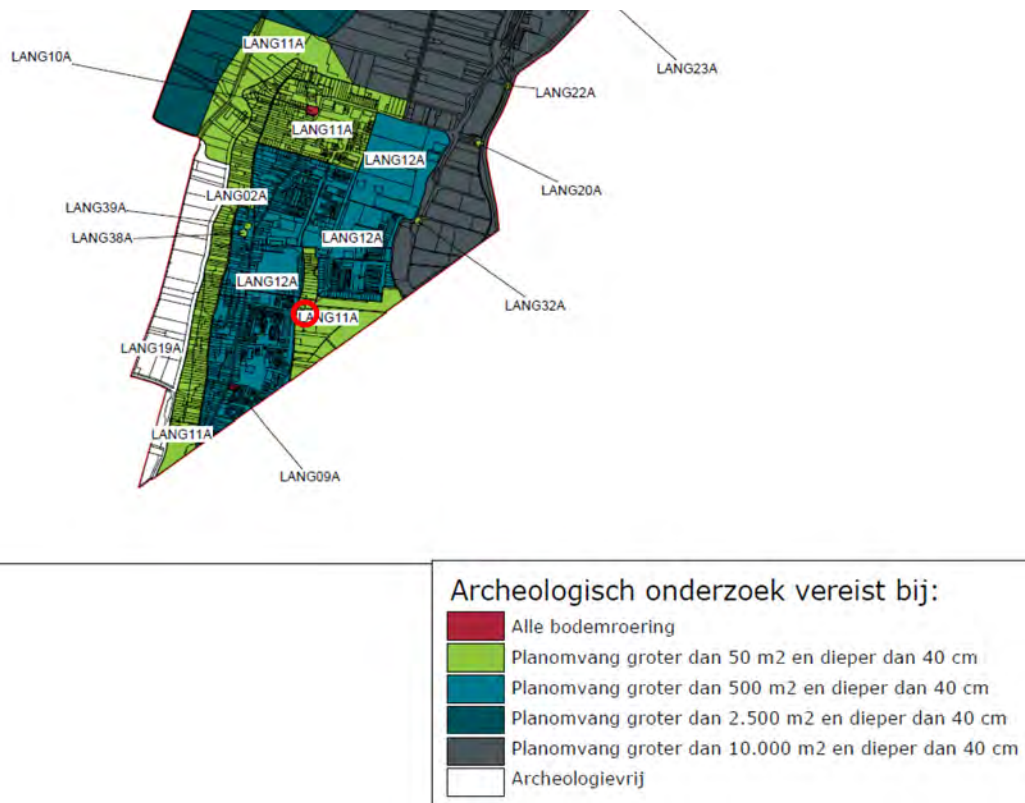 LANG11A
LANG10A
LANG23A
LANG22A
LANG11A
LANG12A
LANG20A
LANG02A
LANG39A
LANG38A
LANG12A
LANG12A
LANG32A
LANG11A
LANG19A
LANG11A
LANG09A
Archeologisch onderzoek vereist bij:
Alle bodemroering
Planomvang groter dan 50 m2 en dieper dan 40 cm
Planomvang groter dan 500 m2 en dieper dan 40 cm
Planomvang groter dan 2.500 m2 en dieper dan 40 cm
Planomvang groter dan 10.000 m2 en dieper dan 40 cm
Archeologievrij